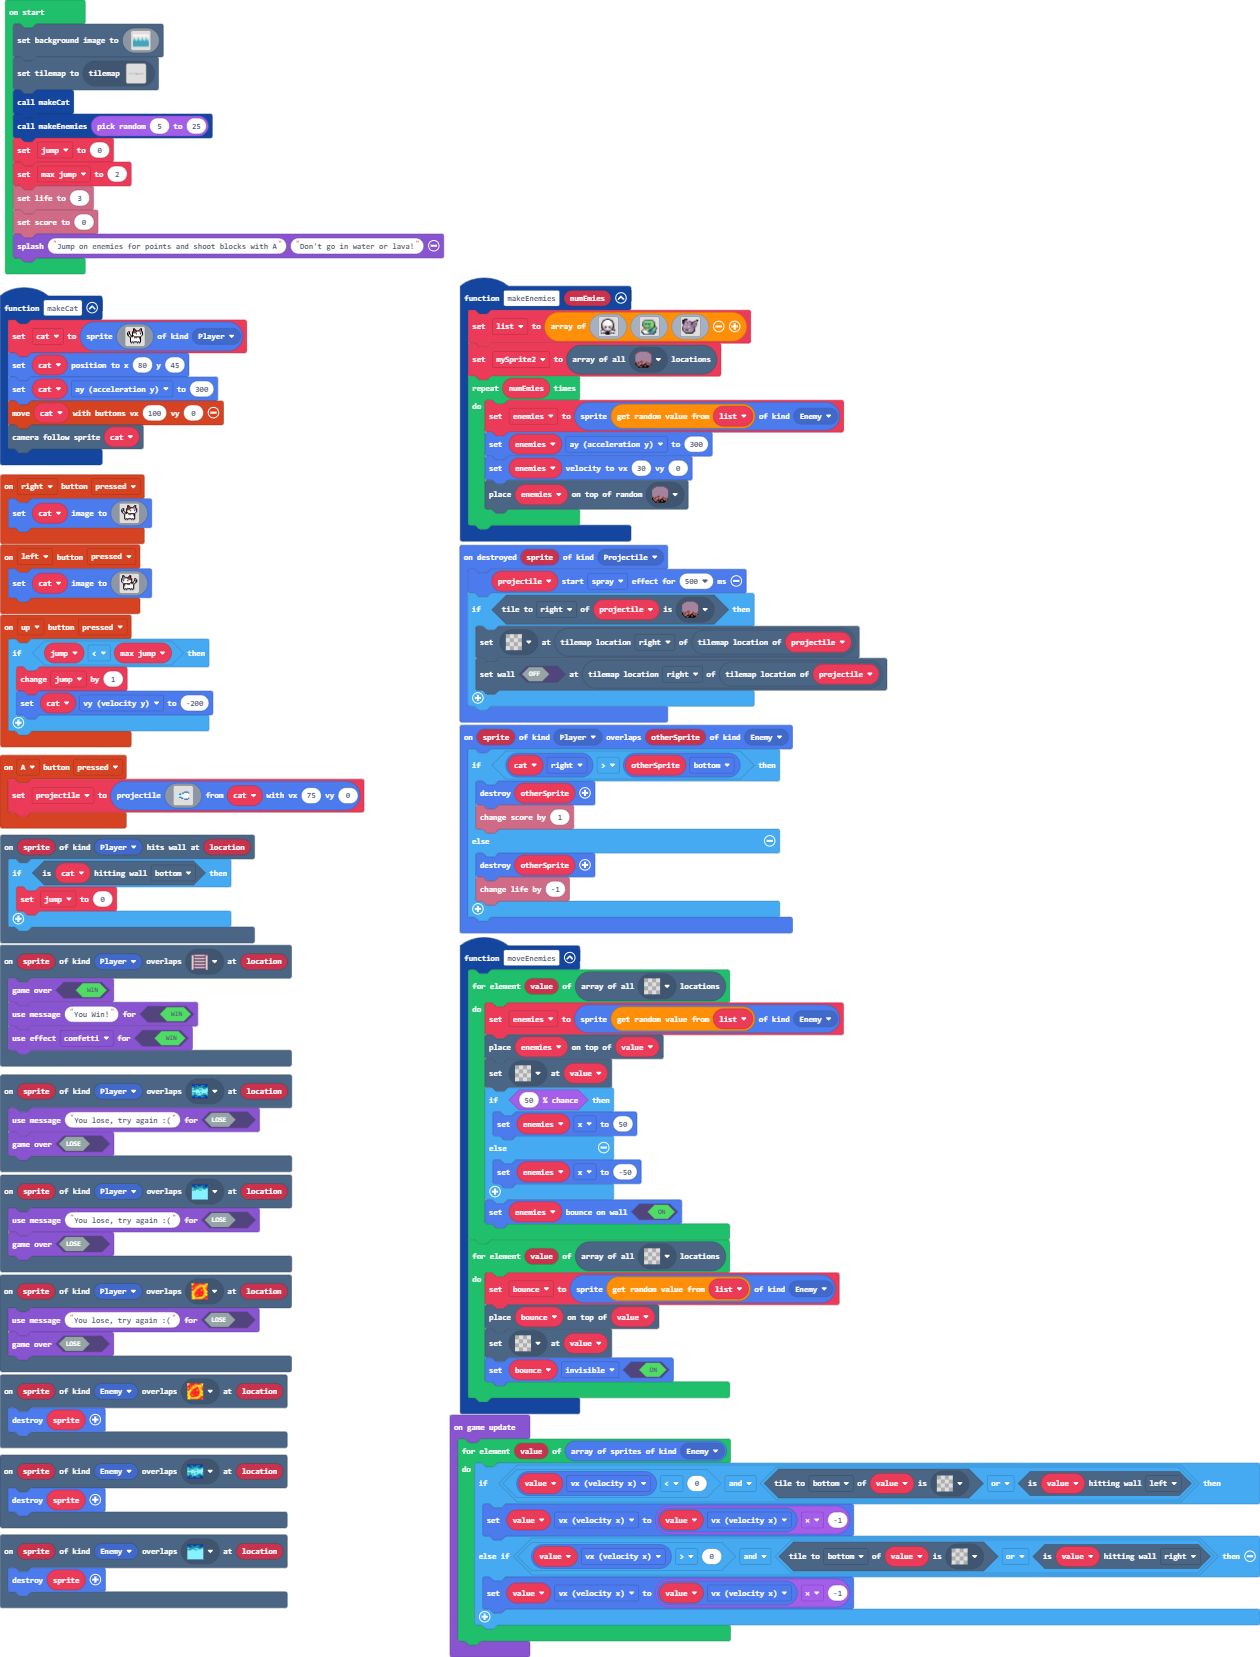 on start
set background image to
set tilemap to tilemap
call makeCat
call makeEnemies pick random 5 to 25
set jump to 0
set max jump to 2
set life to 3
set score to 0
splash "Jump on enemies for points and shoot blocks with A" "Don't go in water or lava!"
function makeCat
set cat to sprite of kind Player
set cat position to x 80 y 45
set cat ay (acceleration y) to 300
move cat with buttons vx 100 vy 0
camera follow sprite cat
on right button pressed
set cat image to
on left button pressed
set cat image to
on up button pressed
if jump < max jump then
change jump by 1
set cat vy (velocity y) to -200
on A button pressed
set projectile to projectile from cat with vx 75 vy 0
on sprite of kind Player hits wall at location
if is cat hitting wall bottom then
set jump to 0
on sprite of kind Player overlaps at location
game over WIN
use message "You Win!" for WIN
use effect confetti for WIN
on sprite of kind Player overlaps at location
use message "You lose, try again :(" for LOSE
game over LOSE
on sprite of kind Player overlaps at location
use message "You lose, try again :(" for LOSE
game over LOSE
on sprite of kind Player overlaps at location
use message "You lose, try again :(" for LOSE
game over LOSE
on sprite of kind Enemy overlaps at location
destroy sprite
on sprite of kind Enemy overlaps at location
destroy sprite
on sprite of kind Enemy overlaps at location
destroy sprite
function makeEnemies numEmies
set list to array of
set mySprite2 to array of all locations
repeat numEmies times
do
set enemies to sprite get random value from list of kind Enemy
set enemies ay (acceleration y) to 300
set enemies velocity to vx 30 vy 0
place enemies on top of random
on destroyed sprite of kind Projectile
projectile start spray effect for 500 ms
if tile to right of projectile is then
set at tilemap location right of tilemap location of projectile
set wall OFF at tilemap location right of tilemap location of projectile
on sprite of kind Player overlaps otherSprite of kind Enemy
if cat right > otherSprite bottom then
destroy otherSprite
change score by 1
else
destroy otherSprite
change life by -1
function moveEnemies
for element value of array of all locations
do
set enemies to sprite get random value from list of kind Enemy
place enemies on top of value
set at value
if 50 % chance then
set enemies x to 50
else
set enemies x to -50
set enemies bounce on wall ON
for element value of array of all locations
do
set bounce to sprite get random value from list of kind Enemy
place bounce on top of value
set at value
set bounce invisible ON
on game update
for element value of array of sprites of kind Enemy
do
if value vx (velocity x) < 0 and tile to bottom of value is or is value hitting wall left then
set value vx (velocity x) to value vx (velocity x) × -1
else if value vx (velocity x) > 0 and tile to bottom of value is or is value hitting wall right then
set value vx (velocity x) to value vx (velocity x) × -1